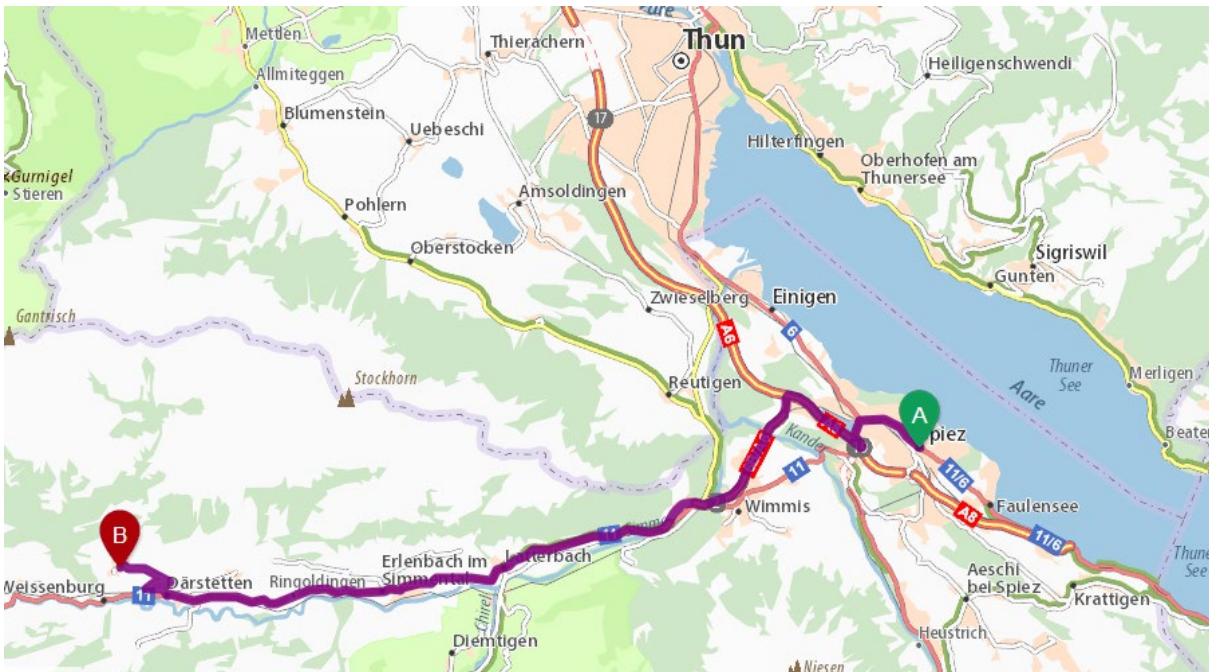 Mettlen
Thierachern
Thun
Heiligenschwendi
Allmiteggen
17
Blumenstein
Uebeschi
Hilterfingen
Oberhofen am
Thunersee
Gurnigel
Stieren
Amsoldingen
Pohlern
Oberstocken
Sigriswil
Gunten
Zwieselberg
Einigen
Gantrisch
A6
6
Thuner
See
Merligen
Aare
Stockhorn
Reutigen
A
Spiez
Beaten
Kander
11
11/6
Wimmis
Faulensee
A8
11/6
B
Simme
11
Latterbach
Erlenbach im
Simmental
Ringoldingen
Därstetten
Weissenburg
11
Thuner
See
Aeschi
bei Spiez
Krattigen
Chirel
Diemtigen
Heustrich
Niesen